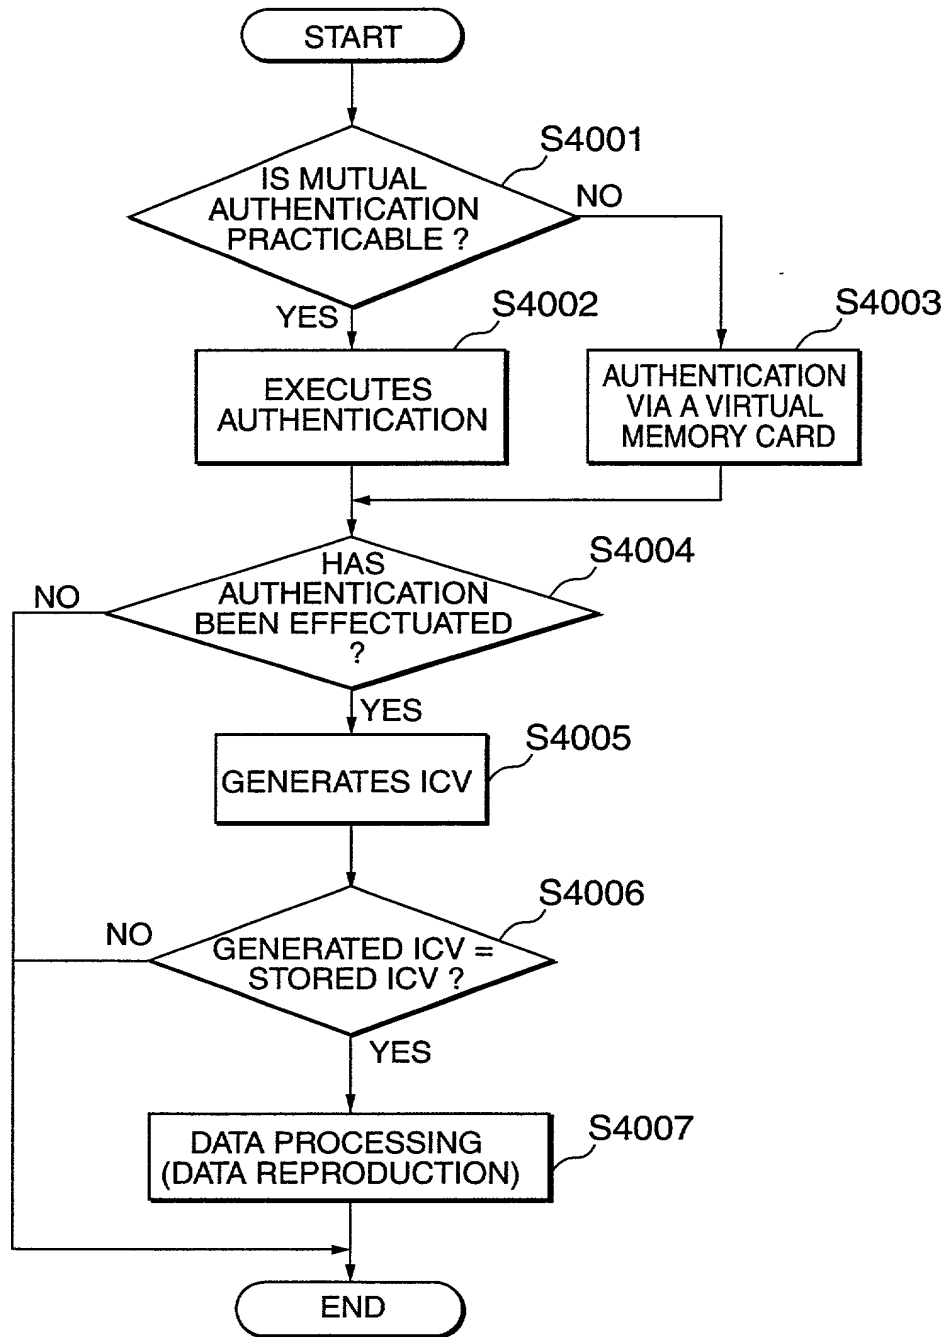 START
S4001
IS MUTUAL
AUTHENTICATION
PRACTICABLE ?
NO
YES
S4002
S4003
EXECUTES
AUTHENTICATION
AUTHENTICATION
VIA A VIRTUAL
MEMORY CARD
S4004
HAS
AUTHENTICATION
BEEN EFFECTUATED
?
NO
YES
S4005
GENERATES ICV
S4006
NO
GENERATED ICV =
STORED ICV ?
YES
S4007
DATA PROCESSING
(DATA REPRODUCTION)
END